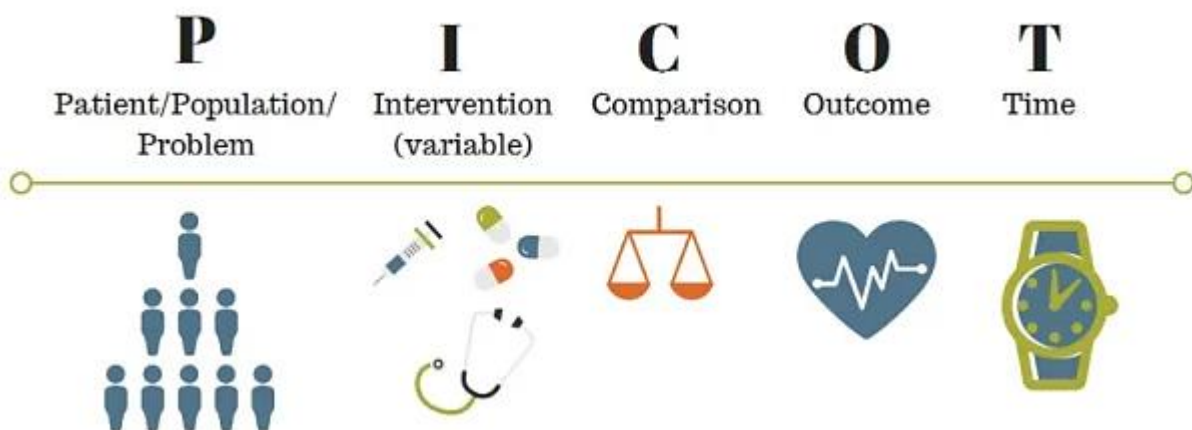 P I C O T
Patient/Population/ Intervention Comparison Outcome Time
Problem (variable)